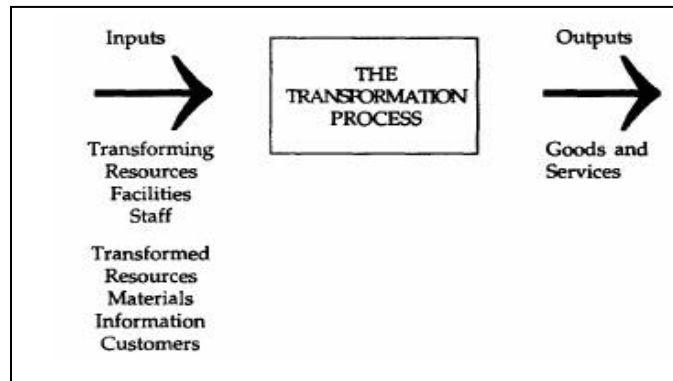 Inputs
Transforming
Resources
Facilities
Staff
Transformed
Resources
Materials
Information
Customers
THE
TRANSFORMATION
PROCESS
Outputs
Goods and
Services